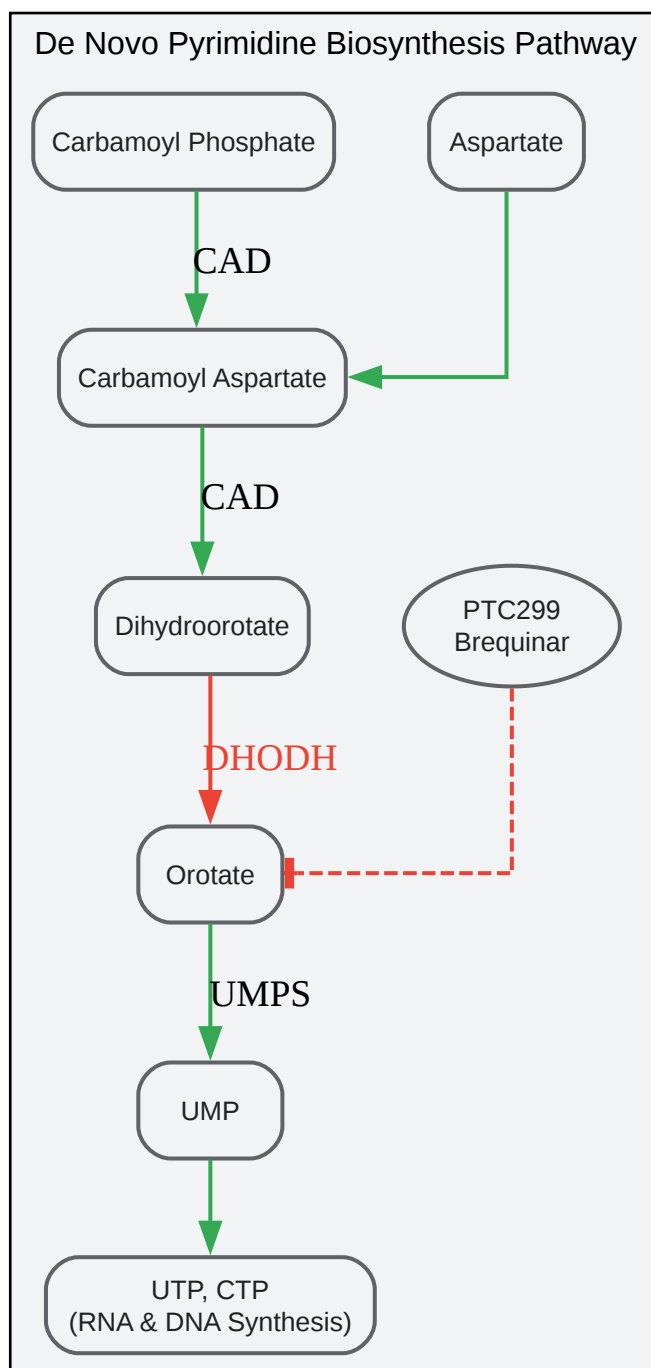 De Novo Pyrimidine Biosynthesis Pathway
Carbamoyl Phosphate
Aspartate
CAD
Carbamoyl Aspartate
CAD
Dihydroorotate
PTC299
Brequinar
DHODH
Orotate
UMPS
UMP
UTP, CTP
(RNA & DNA Synthesis)